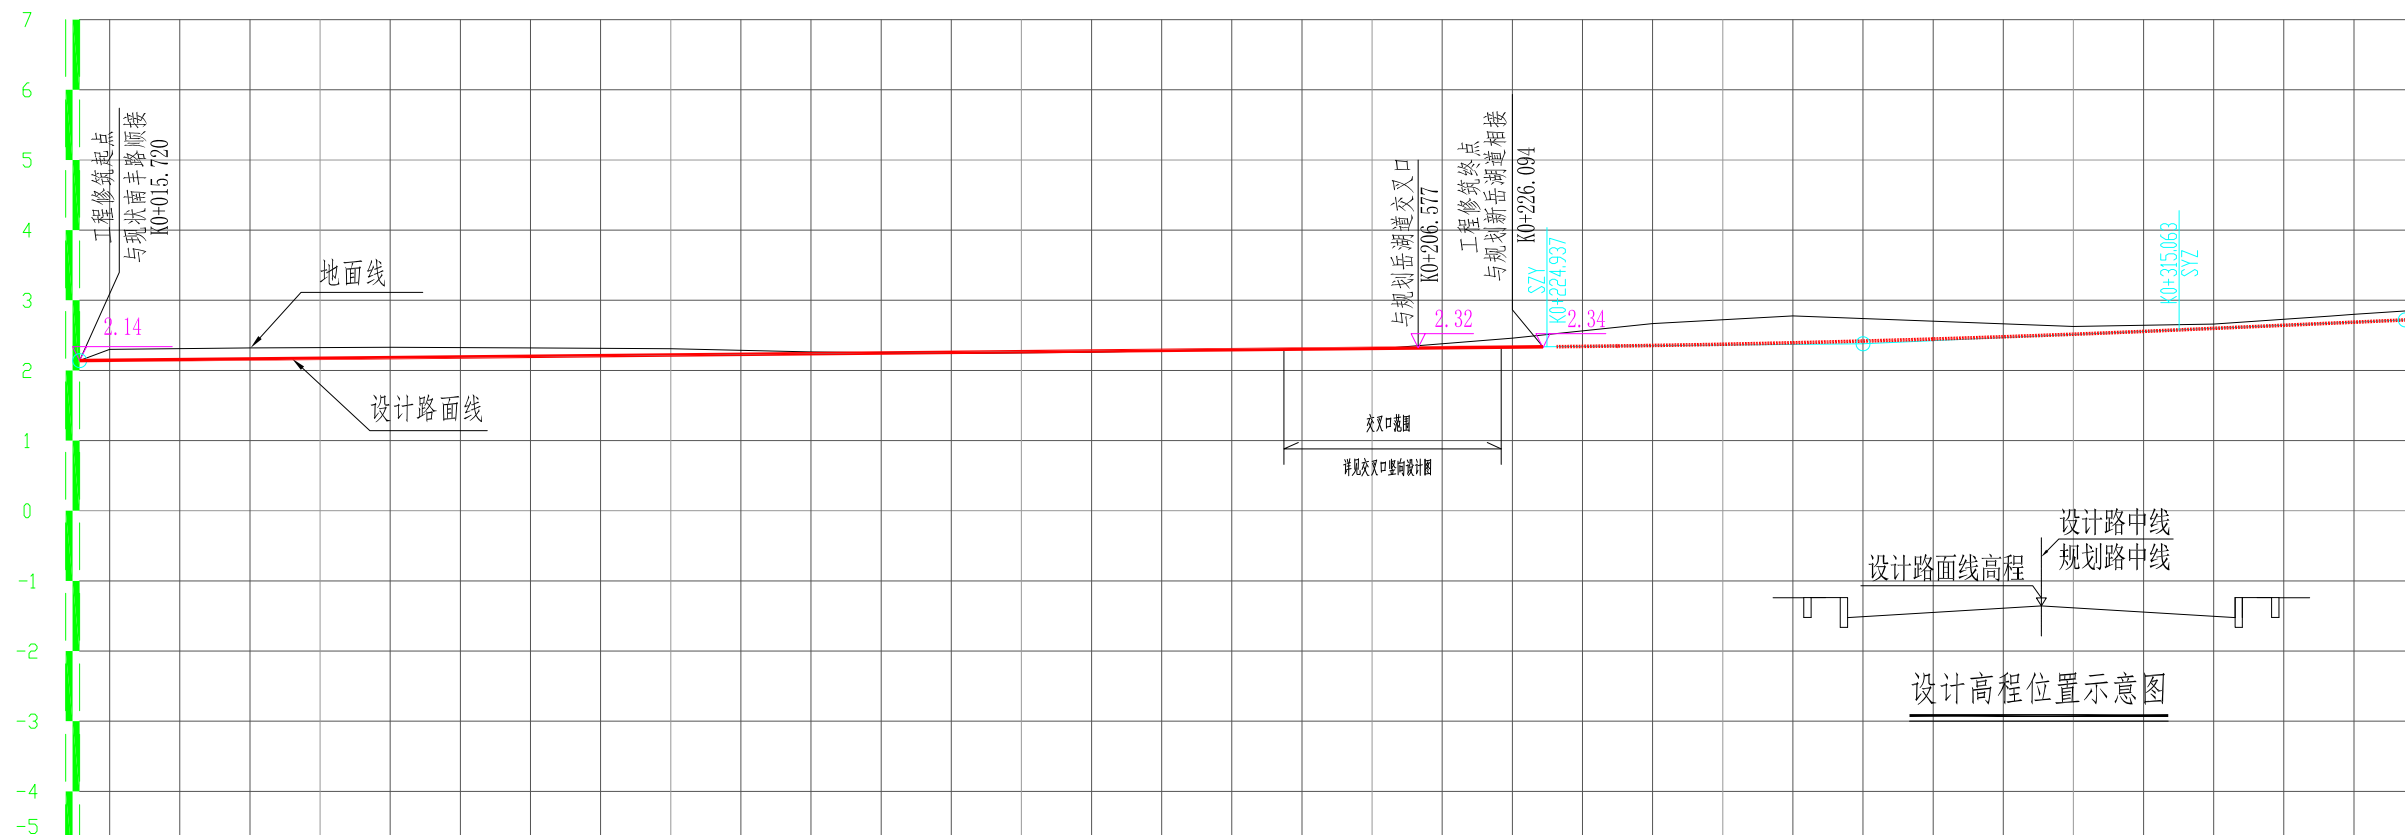 7
6
5
4
3
2
1
0
-1
-2
-3
-4
-5
工程修筑起点
与现状南丰路顺接
K0+015.720
2.14
地面线
设计路面线
与规划岳湖道交叉口
K0+206.577
2.32
工程修筑终点
与规划新岳湖道相接
K0+226.094
SZY
K0+224.937
2.34
K0+315.063
SYZ
交叉口范围
详见交叉口竖向设计图
设计路中线
规划路中线
设计路面线高程
设计高程位置示意图